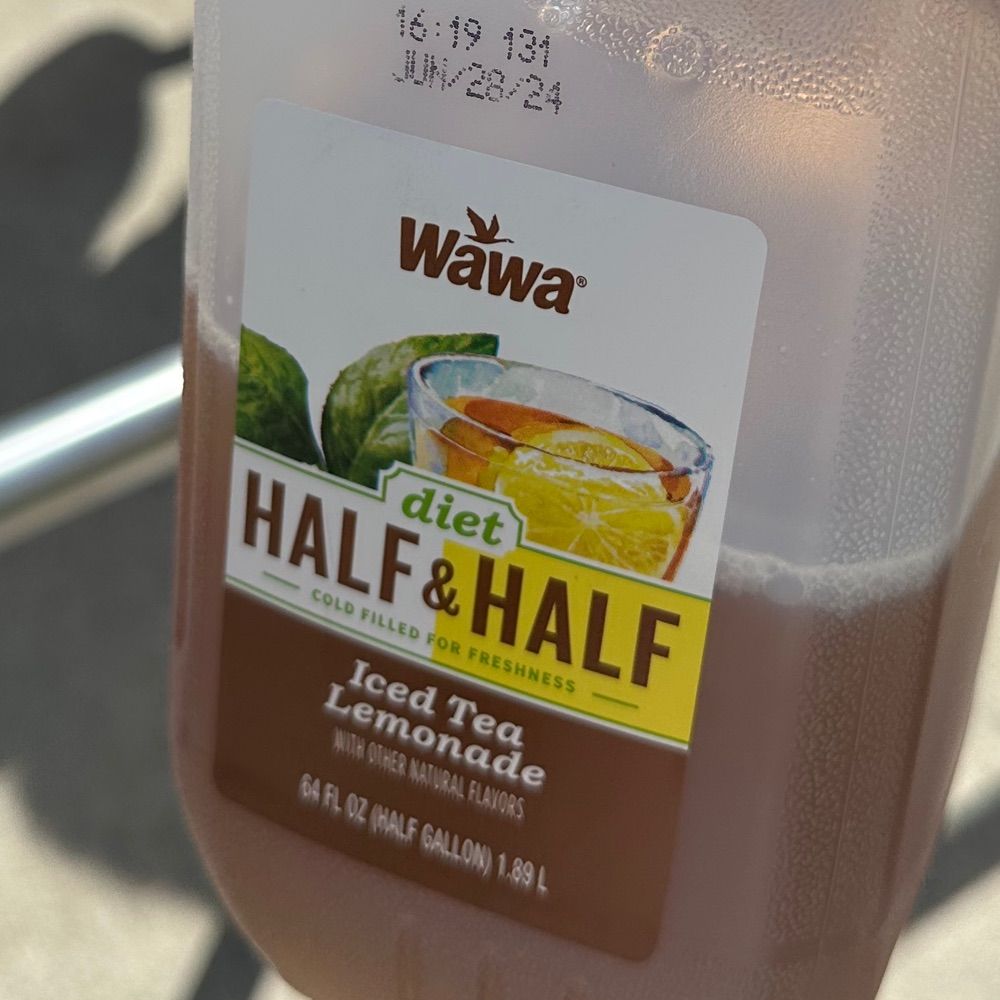 16:19 131
JUN/28/24
wawa®
diet
HALF & HALF
COLD FILLED FOR FRESHNESS
Iced Tea
Lemonade
WITH OTHER NATURAL FLAVORS
64 FL OZ (HALF GALLON) 1.89 L